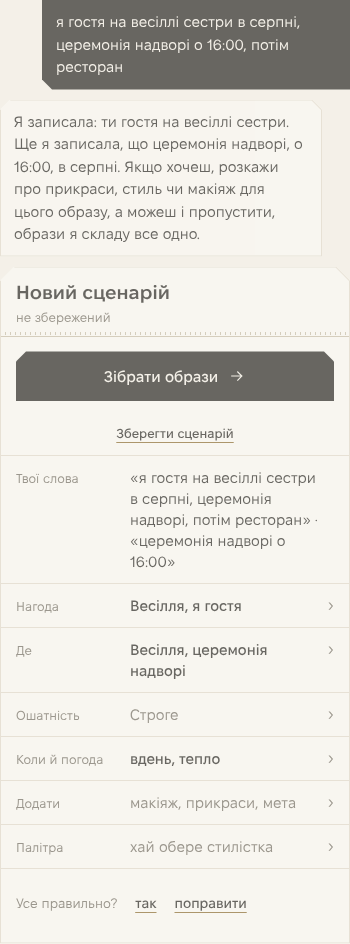 я гостя на весіллі сестри в серпні,
церемонія надворі о 16:00, потім
ресторан
Я записала: ти гостя на весіллі сестри.
Ще я записала, що церемонія надворі, о
16:00, в серпні. Якщо хочеш, розкажи
про прикраси, стиль чи макіяж для
цього образу, а можеш і пропустити,
образи я складу все одно.
Новий сценарій
не збережений
Зібрати образи →
Зберегти сценарій
Твої слова
«я гостя на весіллі сестри
в серпні, церемонія
надворі, потім ресторан» ·
«церемонія надворі о
16:00»
Нагода Весілля, я гостя ›
Де Весілля, церемонія ›
надворі
Ошатність Строге ›
Коли й погода вдень, тепло ›
Додати макіяж, прикраси, мета ›
Палітра хай обере стилістка ›
Усе правильно? так поправити